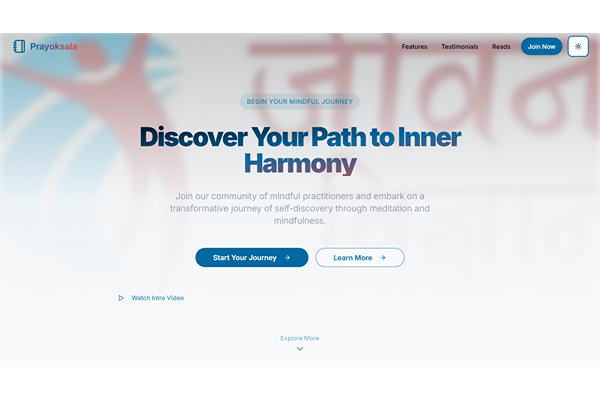 Prayoksala
Features
Testimonials
Reads
Join Now
जीवन
BEGIN YOUR MINDFUL JOURNEY
Discover Your Path to Inner
Harmony
Join our community of mindful practitioners and embark on a
transformative journey of self-discovery through meditation and
mindfulness.
Start Your Journey
Learn More
Watch Intro Video
Explore More